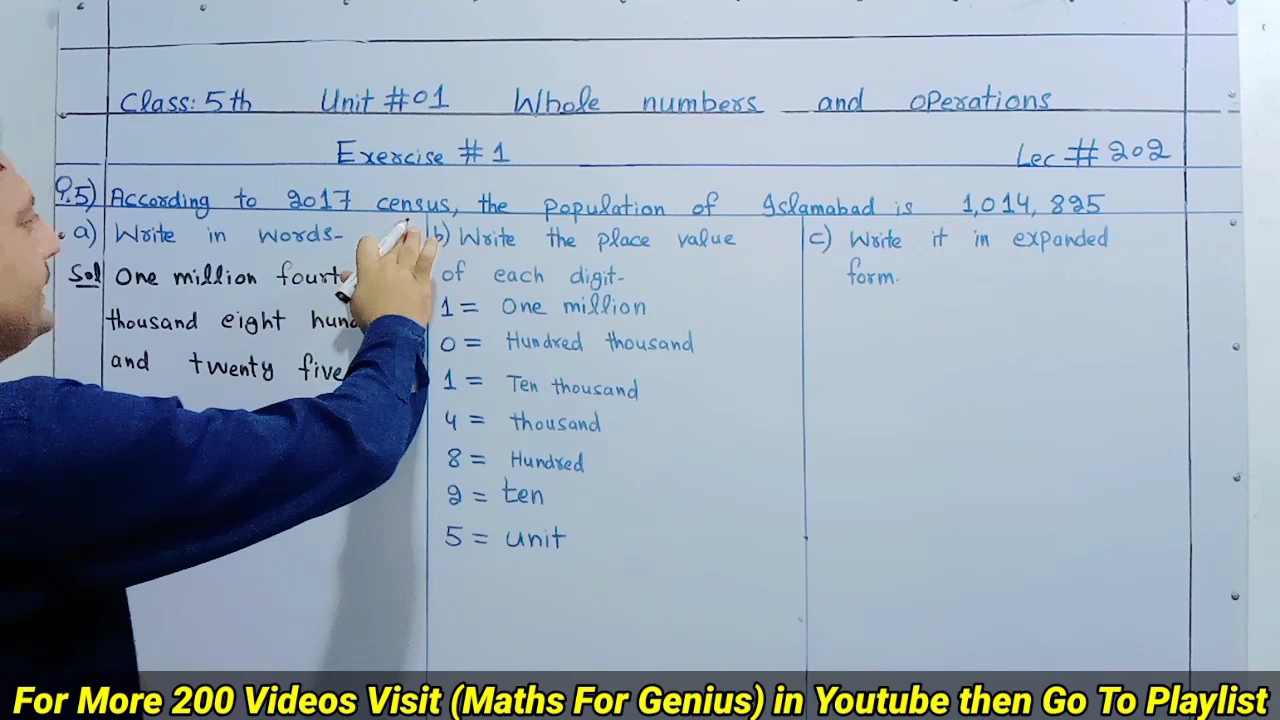 Class: 5th Unit #01 Whole numbers and operations
Exercise #1 Lec #202
Q.5) According to 2017 census, the population of Islamabad is 1,014,825
a) Write in words-
Sol One million
thousand eight
and twenty five
b) Write the place value
of each digit-
1 = One million
0 = Hundred thousand
1 = Ten thousand
4 = thousand
8 = Hundred
2 = ten
5 = unit
c) Write it in expanded
form.
For More 200 Videos Visit (Maths For Genius) in Youtube then Go To Playlist